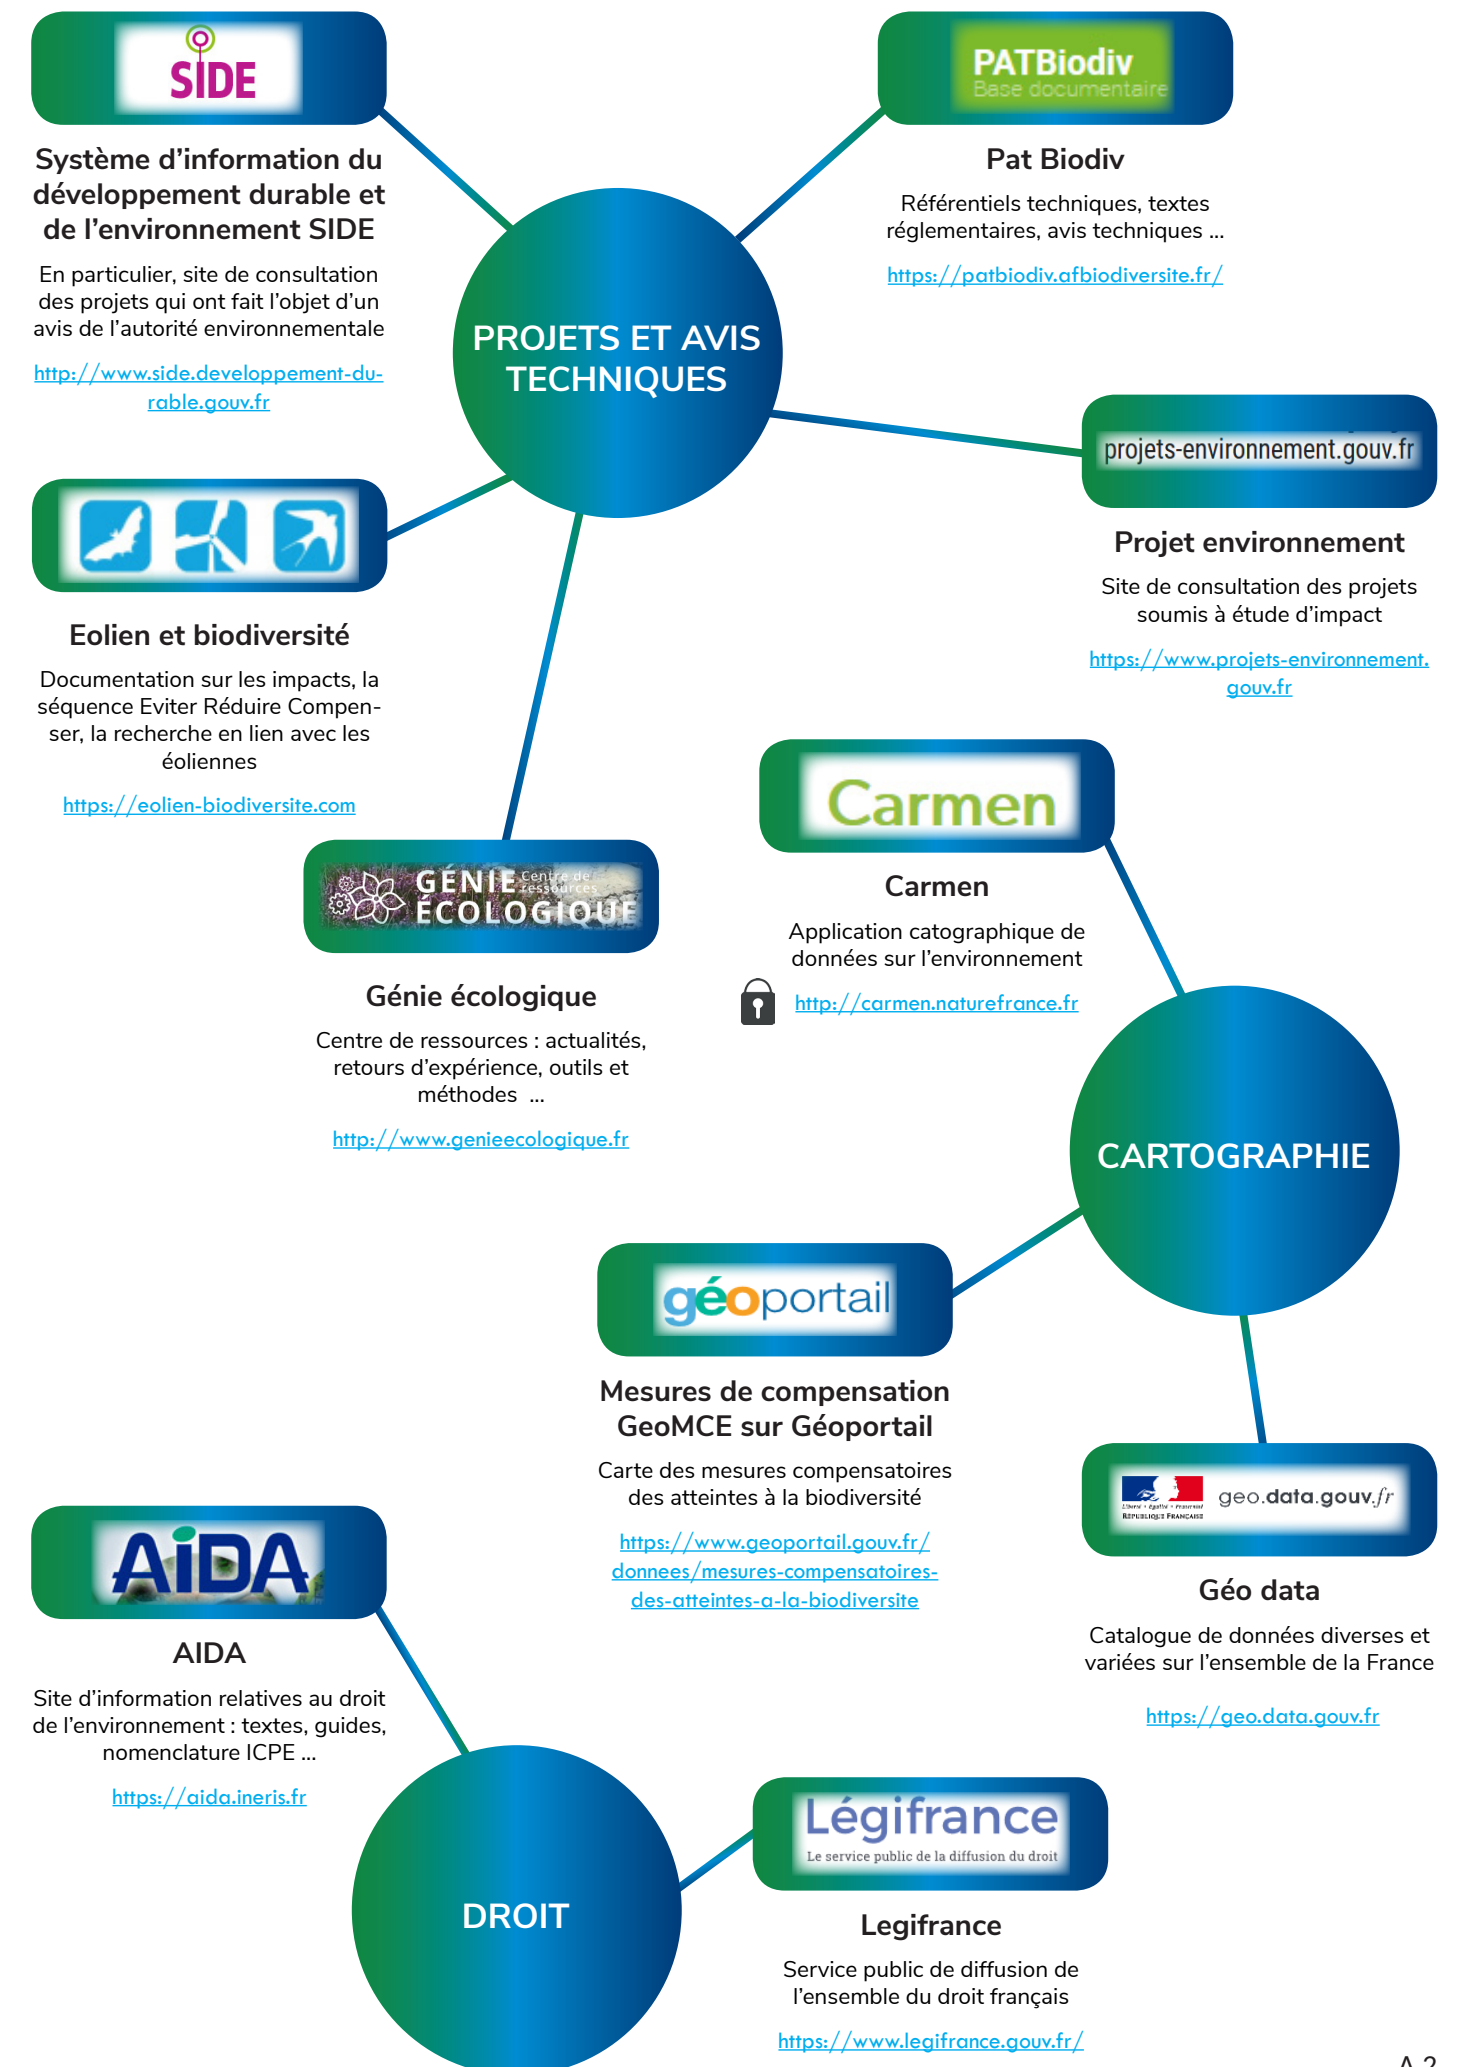 SIDE
Système d’information du
développement durable et
de l’environnement SIDE
En particulier, site de consultation
des projets qui ont fait l’objet d’un
avis de l’autorité environnementale
http://www.side.developpement-du-
rable.gouv.fr
PATBiodiv
Base documentaire
Pat Biodiv
Référentiels techniques, textes
réglementaires, avis techniques ...
https://patbiodiv.afbiodiversite.fr/
PROJETS ET AVIS
TECHNIQUES
projets-environnement.gouv.fr
Projet environnement
Site de consultation des projets
soumis à étude d’impact
https://www.projets-environnement.
gouv.fr
Eolien et biodiversité
Documentation sur les impacts, la
séquence Eviter Réduire Compen-
ser, la recherche en lien avec les
éoliennes
https://eolien-biodiversite.com
GÉNIE Centre de
ressources
ÉCOLOGIQUE
Génie écologique
Centre de ressources : actualités,
retours d’expérience, outils et
méthodes ...
http://www.genieecologique.fr
Carmen
Carmen
Application catographique de
données sur l’environnement
http://carmen.naturefrance.fr
CARTOGRAPHIE
géoportail
Mesures de compensation
GeoMCE sur Géoportail
Carte des mesures compensatoires
des atteintes à la biodiversité
https://www.geoportail.gouv.fr/
donnees/mesures-compensatoires-
des-atteintes-a-la-biodiversite
Liberté • Égalité • Fraternité
RÉPUBLIQUE FRANÇAISE
geo.data.gouv.fr
Géo data
Catalogue de données diverses et
variées sur l’ensemble de la France
https://geo.data.gouv.fr
AiDA
AIDA
Site d’information relatives au droit
de l’environnement : textes, guides,
nomenclature ICPE ...
https://aida.ineris.fr
DROIT
Légifrance
Le service public de la diffusion du droit
Legifrance
Service public de diffusion de
l’ensemble du droit français
https://www.legifrance.gouv.fr/
A 2